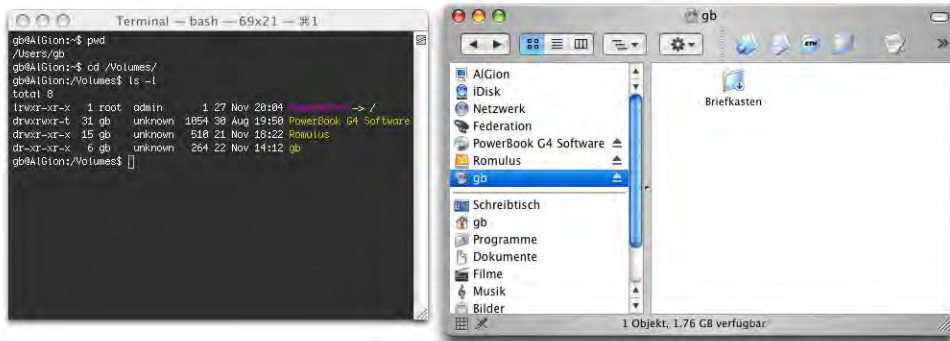 Terminal — bash — 69x21 — ⌘1
gb@AlGion:~$ pwd
/Users/gb
gb@AlGion:~$ cd /Volumes/
gb@AlGion:/Volumes$ ls -l
total 8
lrwxr-xr-x 1 root admin 1 27 Nov 20:04 -> /
drwxrwxr-t 31 gb unknown 1054 30 Aug 19:50 PowerBook G4 Software
drwxrwxr-x 15 gb unknown 510 21 Nov 18:22 Romulus
dr-xr-xr-x 6 gb unknown 264 22 Nov 14:12 gb
gb@AlGion:/Volumes$
gb
ETH
AlGion
iDisk
Netzwerk
Federation
PowerBook G4 Software
Romulus
gb
Schreibtisch
gb
Programme
Dokumente
Filme
Musik
Bilder
Briefkasten
1 Objekt, 1.76 GB verfügbar